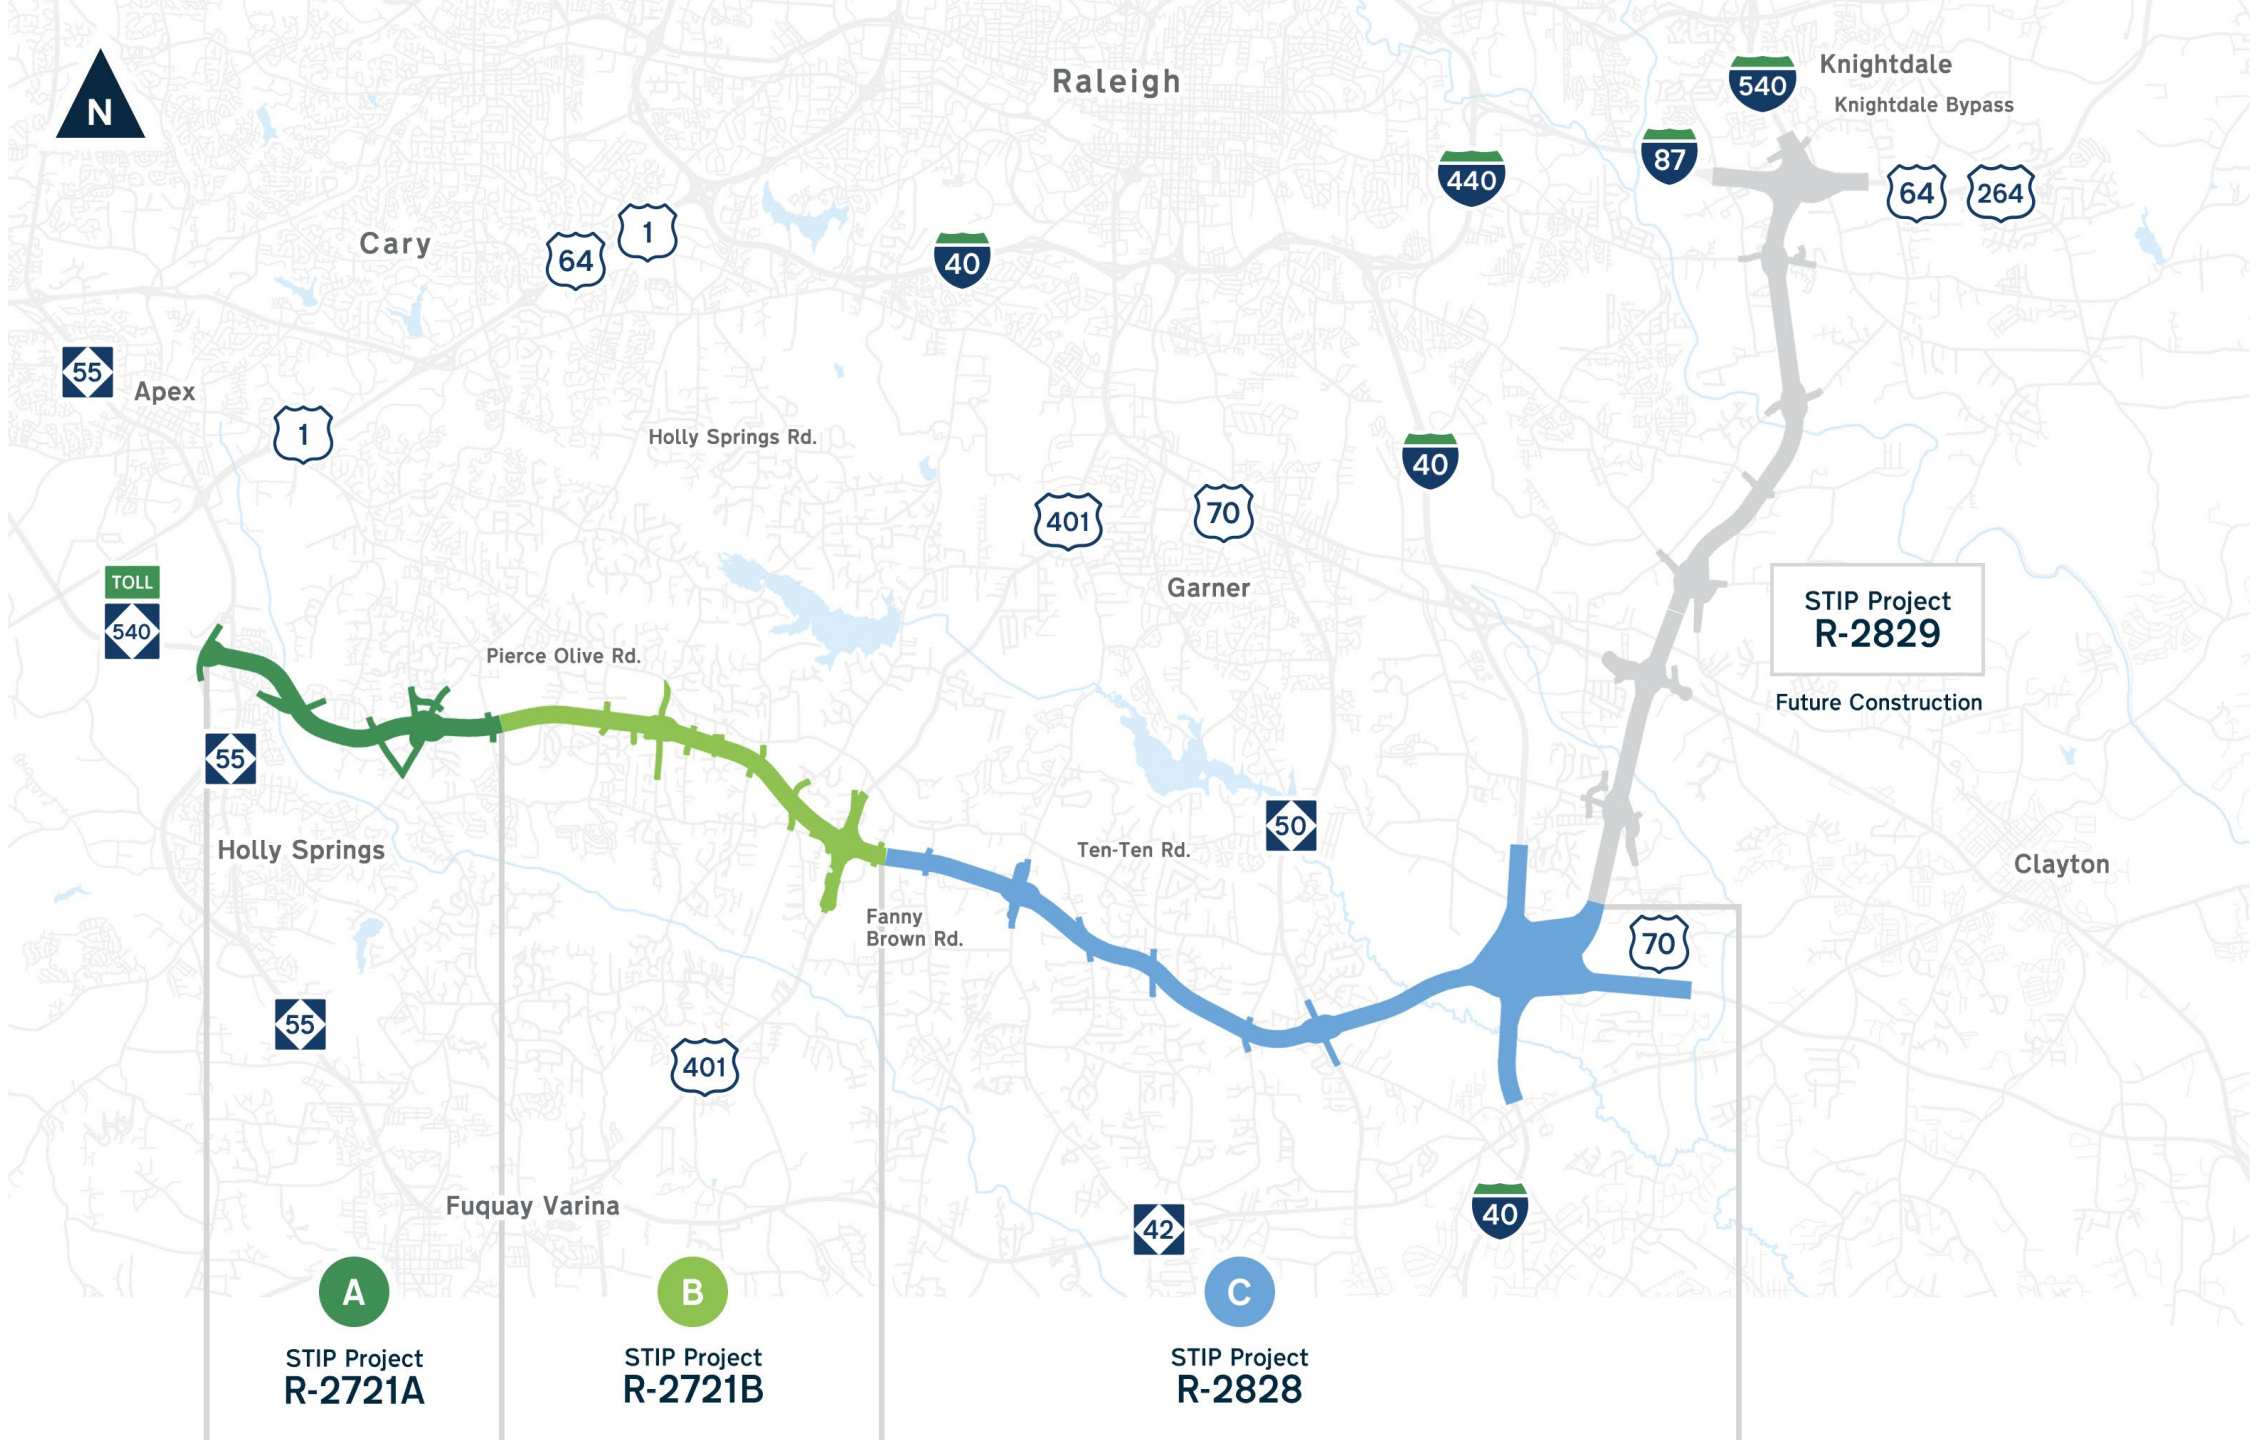 N
Raleigh
540
Knightdale
Knightdale Bypass
87
440
64
264
Cary
64
1
40
55
Apex
1
Holly Springs Rd.
40
401
70
Garner
TOLL
540
STIP Project
R-2829
Future Construction
Pierce Olive Rd.
55
Holly Springs
50
Ten-Ten Rd.
Clayton
Fanny
Brown Rd.
70
55
401
Fuquay Varina
42
40
A
STIP Project
R-2721A
B
STIP Project
R-2721B
C
STIP Project
R-2828